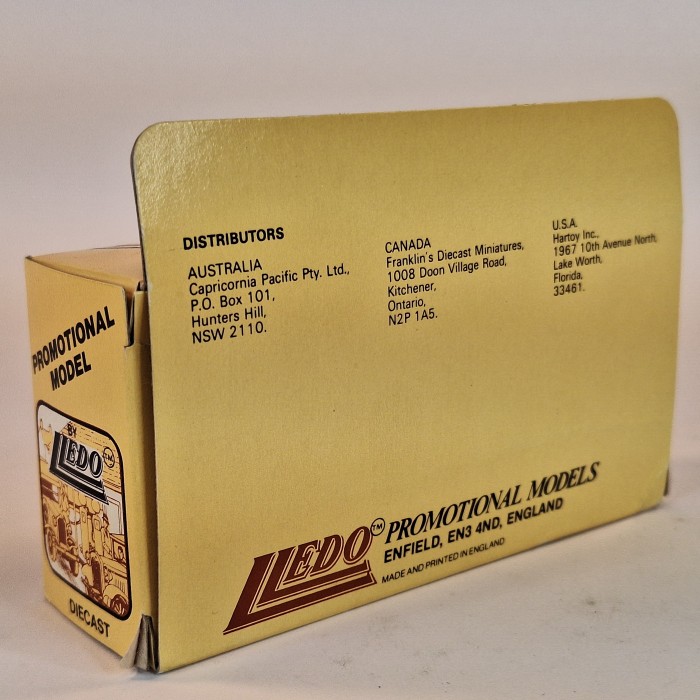 DISTRIBUTORS
AUSTRALIA
Capricornia Pacific Pty. Ltd.,
P.O. Box 101,
Hunters Hill,
NSW 2110.
CANADA
Franklin's Diecast Miniatures,
1008 Doon Village Road,
Kitchener,
Ontario,
N2P 1A5.
U.S.A.
Hartoy Inc.,
1967 10th Avenue North,
Lake Worth,
Florida,
33461.
LLEDO™ PROMOTIONAL MODELS
ENFIELD, EN3 4ND, ENGLAND
MADE AND PRINTED IN ENGLAND
PROMOTIONAL
MODEL
BY
LLEDO T.M.
DIECAST